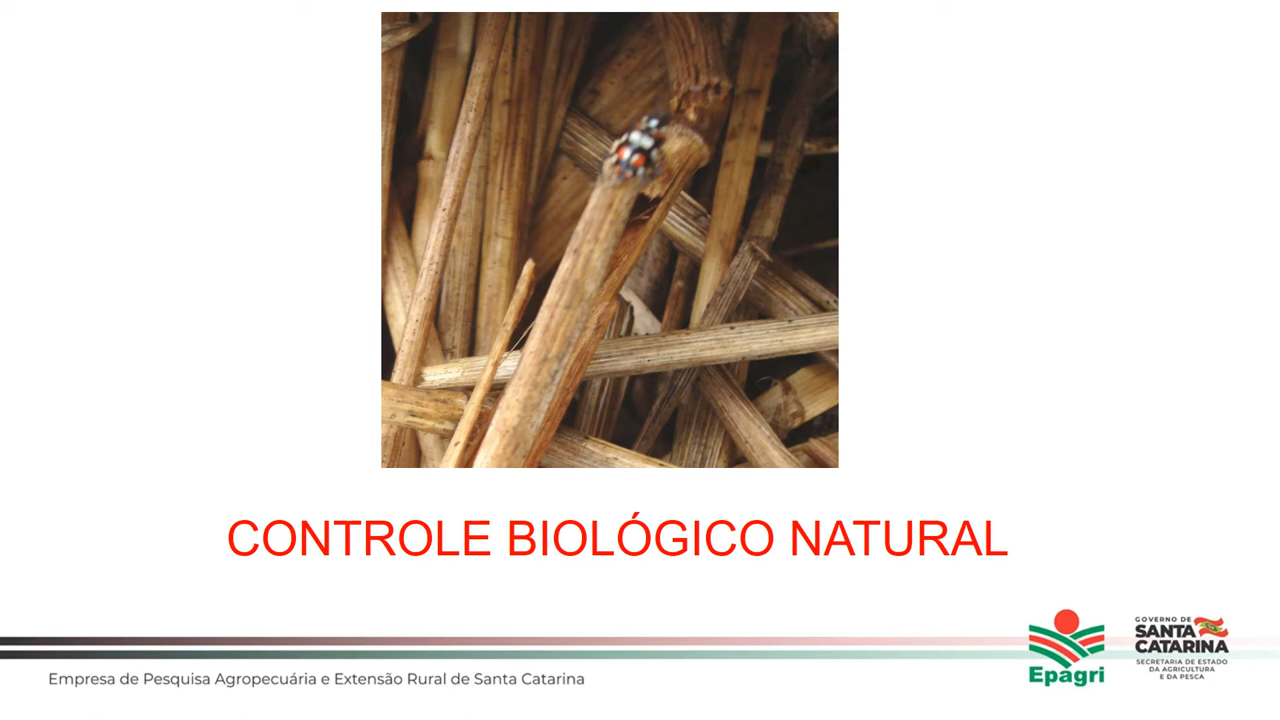 CONTROLE BIOLÓGICO NATURAL
Empresa de Pesquisa Agropecuária e Extensão Rural de Santa Catarina
Epagri
GOVERNO DE
SANTA
CATARINA
SECRETARIA DE ESTADO
DA AGRICULTURA
E DA PESCA